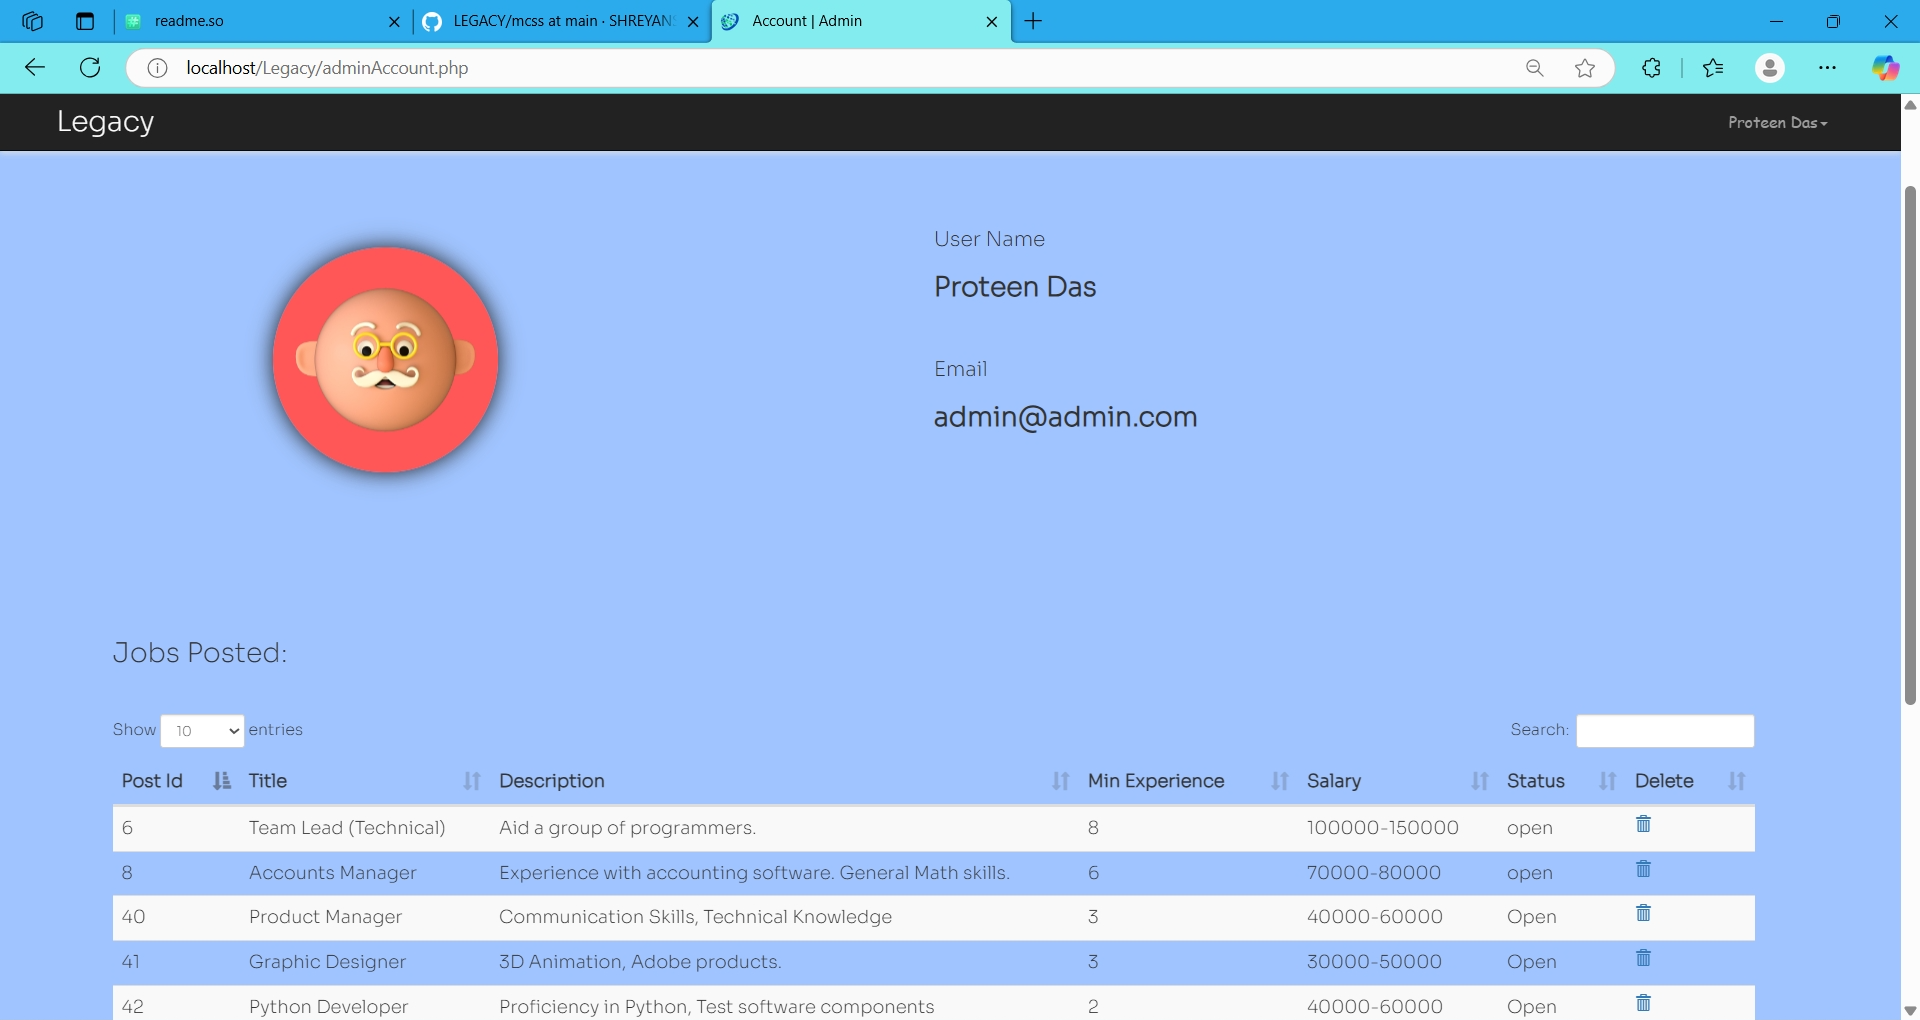 readme.so
LEGACY/mcss at main · SHREYAN
Account | Admin
localhost/Legacy/adminAccount.php
Legacy
Proteen Das
User Name
Proteen Das
Email
admin@admin.com
Jobs Posted:
Show 10 entries
Search:
Post Id Title Description Min Experience Salary Status Delete
6 Team Lead (Technical) Aid a group of programmers. 8 100000-150000 open
8 Accounts Manager Experience with accounting software. General Math skills. 6 70000-80000 open
40 Product Manager Communication Skills, Technical Knowledge 3 40000-60000 Open
41 Graphic Designer 3D Animation, Adobe products. 3 30000-50000 Open
42 Python Developer Proficiency in Python, Test software components 2 40000-60000 Open